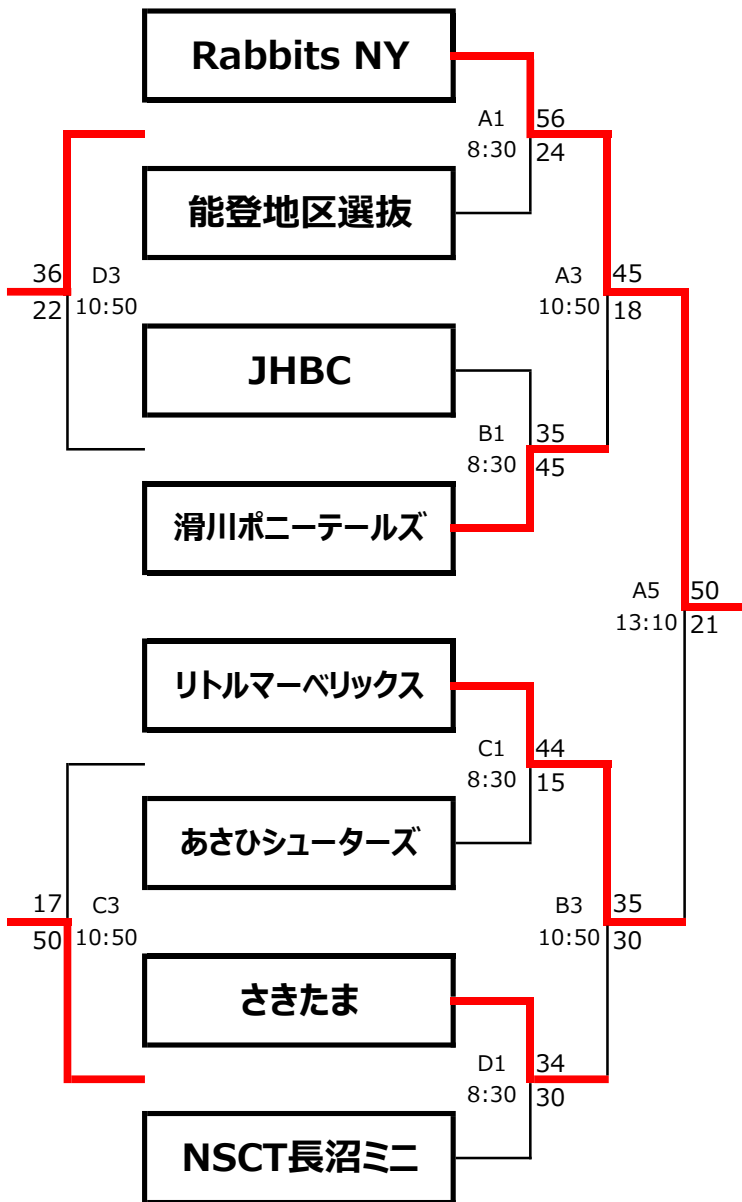 Rabbits NY
A1 56
8:30 24
能登地区選抜
36 D3
22 10:50
A3 45
10:50 18
JHBC
B1 35
8:30 45
滑川ポニーテールズ
A5 50
13:10 21
リトルマーベリックス
C1 44
8:30 15
あさひシューターズ
17 C3
50 10:50
B3 35
10:50 30
さきたま
D1 34
8:30 30
NSCT長沼ミニ